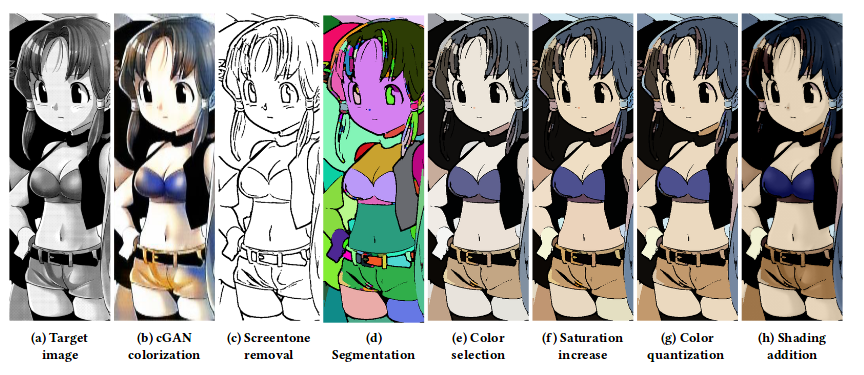 (a) Target
image
(b) cGAN
colorization
(c) Screentone
removal
(d)
Segmentation
(e) Color
selection
(f) Saturation
increase
(g) Color
quantization
(h) Shading
addition